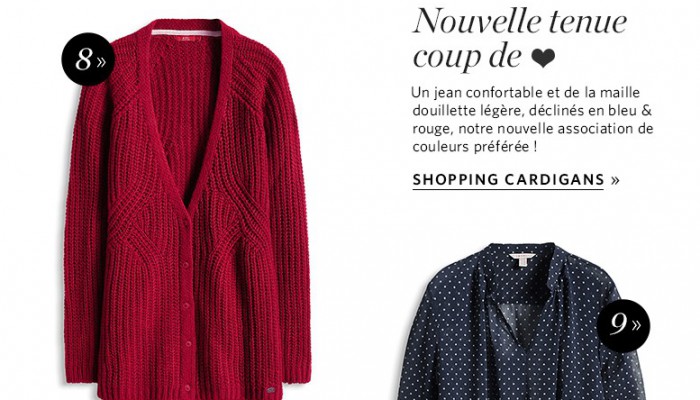 Nouvelle tenue
coup de ❤
8»
Un jean confortable et de la maille
douillette légère, déclinés en bleu &
rouge, notre nouvelle association de
couleurs préférée !
SHOPPING CARDIGANS »
9»